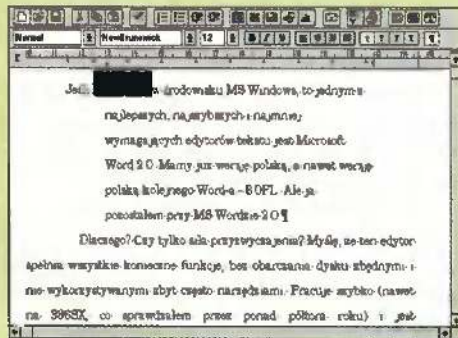 Normal NewBrunswick 12
w środowisku MS Windows, to jednym z
najlepszych, najszybszych i najmniej
wymagających edytorów tekstu jest Microsoft
Word 2.0. Mamy już wersję polską, a nawet wersję
polską kolejnego Word-a – 6.0PL. Ale ja
pozostałem przy MS Wordzie 2.0 ¶
Dlaczego? Czy tylko siła przyzwyczajenia? Myślę, że ten edytor
spełnia wszystkie konieczne funkcje, bez obarczania dysku zbędnymi i
nie wykorzystywanymi zbyt często narzędziami. Pracuje szybko (nawet
na 386SX, co sprawdzałem przez ponad półtora roku) i jest